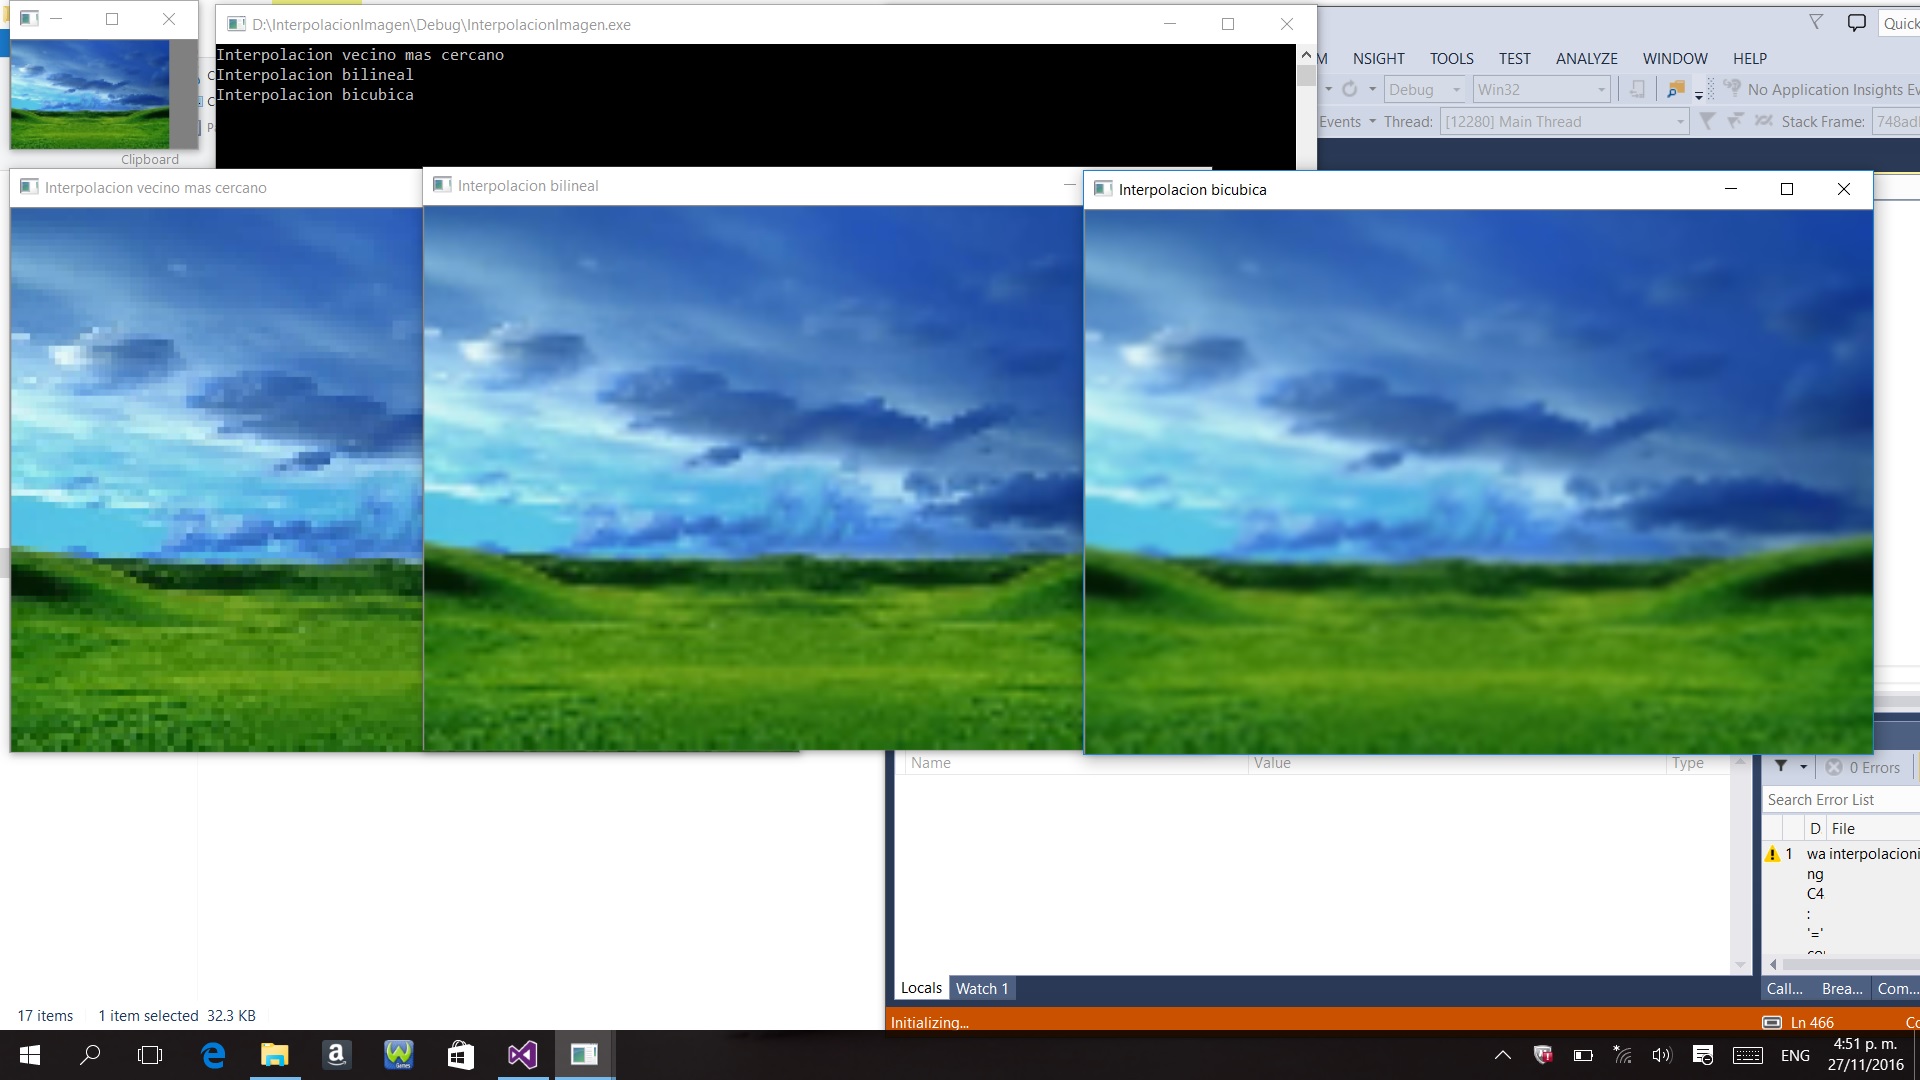 D:\InterpolacionImagen\Debug\InterpolacionImagen.exe
Quick
Interpolacion vecino mas cercano
Interpolacion bilineal
Interpolacion bicubica
M NSIGHT TOOLS TEST ANALYZE WINDOW HELP
Debug Win32 No Application Insights Ev
Events Thread: [12280] Main Thread Stack Frame: 748ad
Clipboard
Interpolacion vecino mas cercano
Interpolacion bilineal
Interpolacion bicubica
Name Value Type
0 Errors
Search Error List
D File
1 wa interpolacioni
ng
C4
:
'='
Locals Watch 1
Call... Brea... Com...
17 items 1 item selected 32.3 KB
Initializing... Ln 466 Co
a
W
Games
ENG
4:51 p. m.
27/11/2016